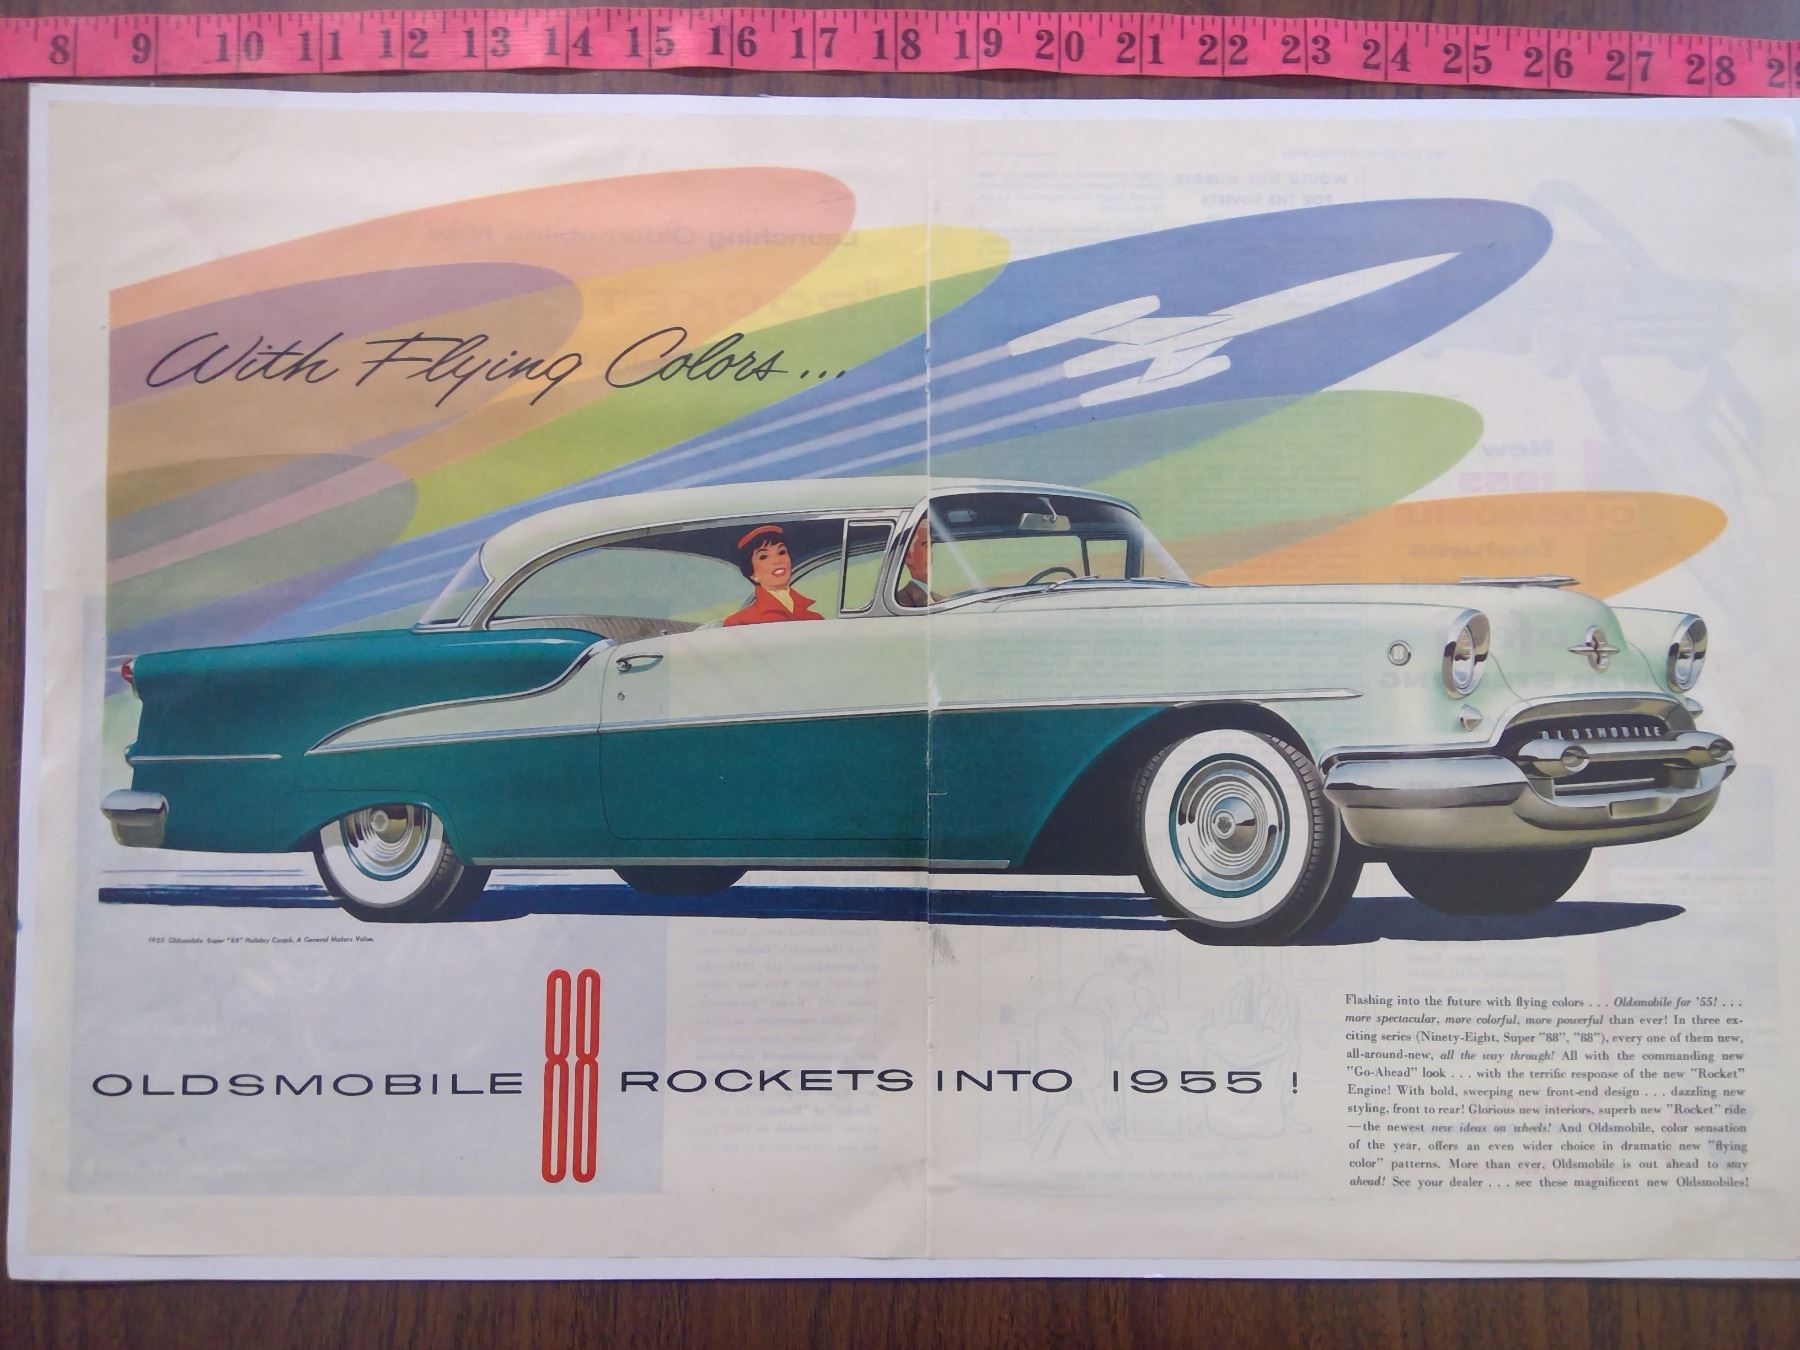 8 9 10 11 12 13 14 15 16 17 18 19 20 21 22 23 24 25 26 27 28
With Flying Colors...
OLDSMOBILE
1955 Oldsmobile Super "88" Holiday Coupé. A General Motors Value.
OLDSMOBILE 88 ROCKETS INTO 1955 !
Flashing into the future with flying colors . . . Oldsmobile for '55! . . .
more spectacular, more colorful, more powerful than ever! In three ex-
citing series (Ninety-Eight, Super "88", "88"), every one of them new,
all-around-new, all the way through! All with the commanding new
"Go-Ahead" look . . . with the terrific response of the new "Rocket"
Engine! With bold, sweeping new front-end design . . . dazzling new
styling, front to rear! Glorious new interiors, superb new "Rocket" ride
—the newest new ideas on wheels! And Oldsmobile, color sensation
of the year, offers an even wider choice in dramatic new "flying
color" patterns. More than ever, Oldsmobile is out ahead to stay
ahead! See your dealer . . . see these magnificent new Oldsmobiles!